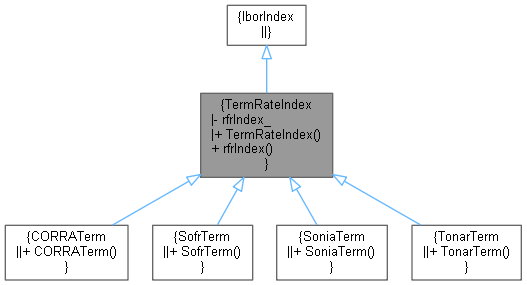 {IborIndex
||}
{TermRateIndex
|- rfrIndex_
|+ TermRateIndex()
+ rfrIndex()
}
{CORRATerm
||+ CORRATerm()
}
{SofrTerm
||+ SofrTerm()
}
{SoniaTerm
||+ SoniaTerm()
}
{TonarTerm
||+ TonarTerm()
}